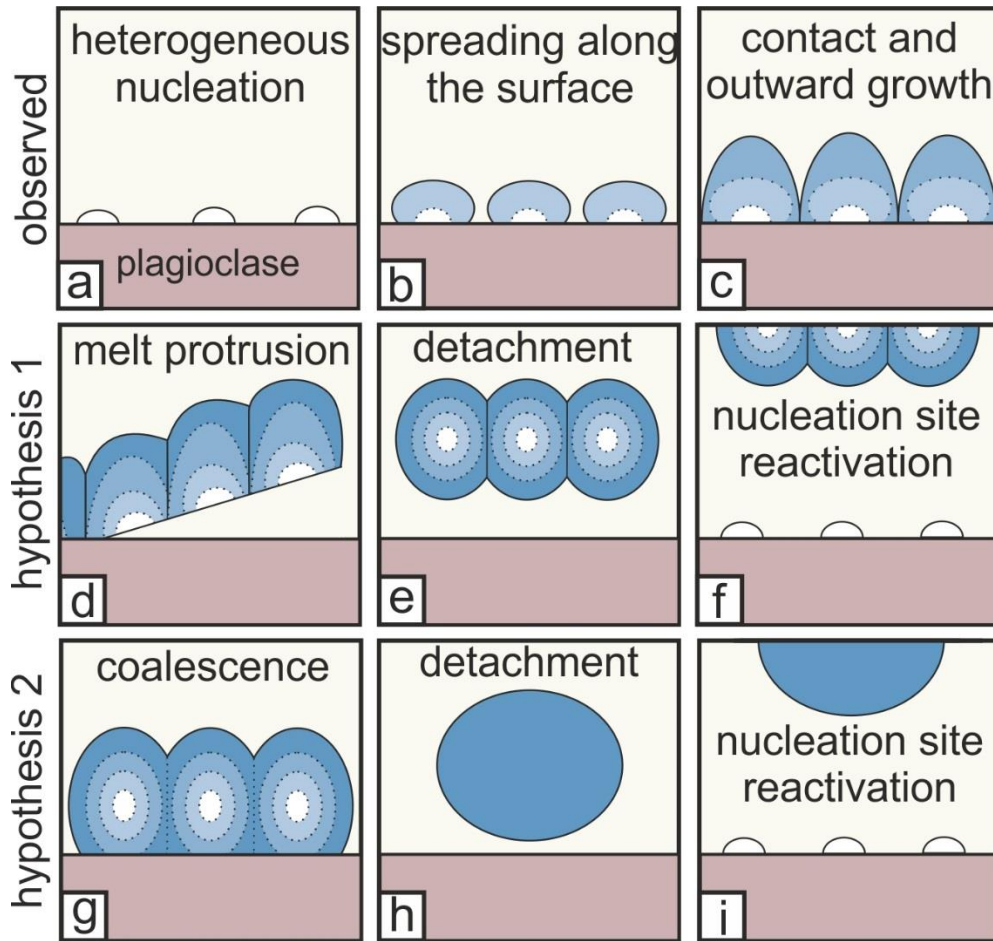 observed
heterogeneous
nucleation
plagioclase
a
spreading along
the surface
b
contact and
outward growth
c
hypothesis 1
melt protrusion
d
detachment
e
nucleation site
reactivation
f
hypothesis 2
coalescence
g
detachment
h
nucleation site
reactivation
i